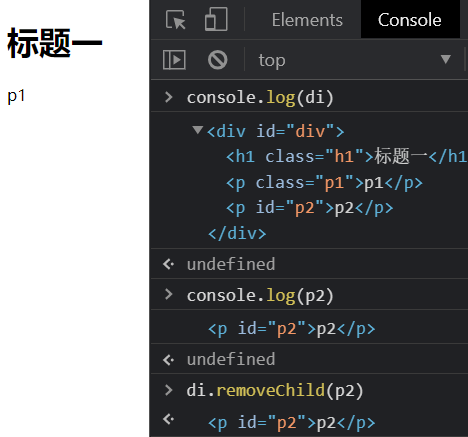 标题一
p1
Elements
Console
top
console.log(di)
<div id="div">
<h1 class="h1">标题一</h1
<p class="p1">p1</p>
<p id="p2">p2</p>
</div>
undefined
console.log(p2)
<p id="p2">p2</p>
undefined
di.removeChild(p2)
<p id="p2">p2</p>